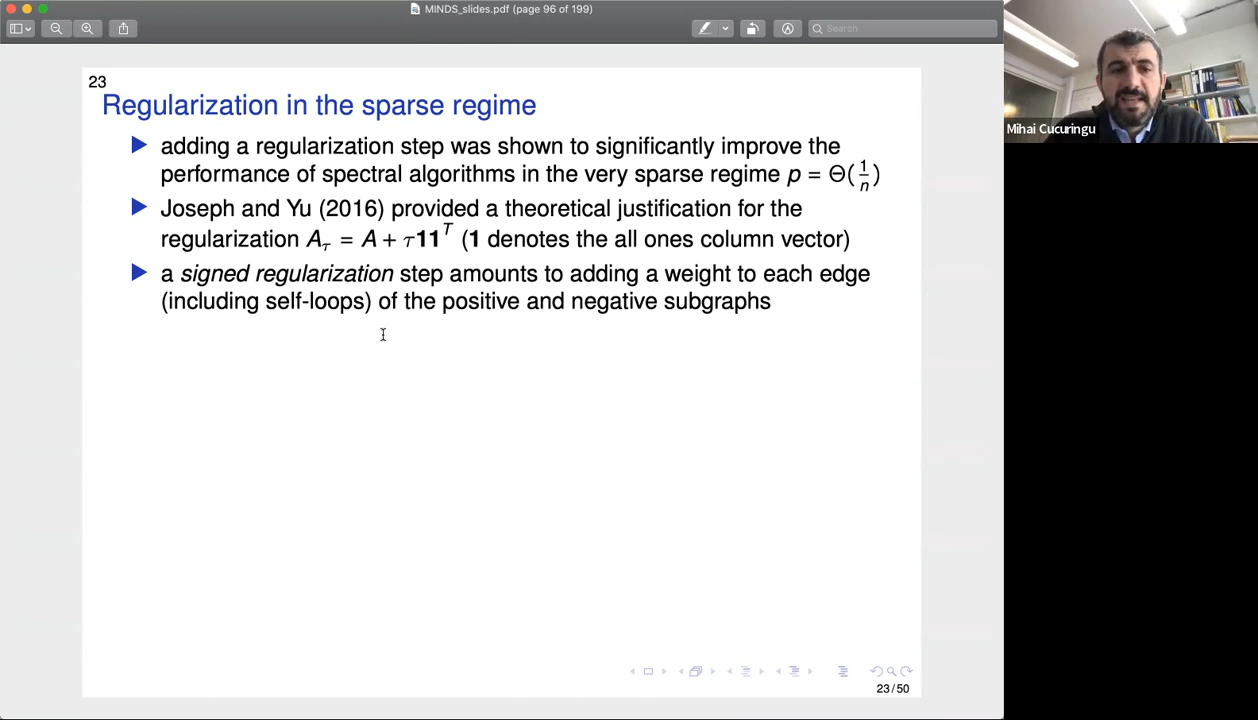 MINDS_slides.pdf (page 96 of 199)
Search
Mihai Cucuringu
23
Regularization in the sparse regime
▶ adding a regularization step was shown to significantly improve the
performance of spectral algorithms in the very sparse regime p = Θ(1/n)
▶ Joseph and Yu (2016) provided a theoretical justification for the
regularization A_τ = A + τ11^T (1 denotes the all ones column vector)
▶ a signed regularization step amounts to adding a weight to each edge
(including self-loops) of the positive and negative subgraphs
23/50